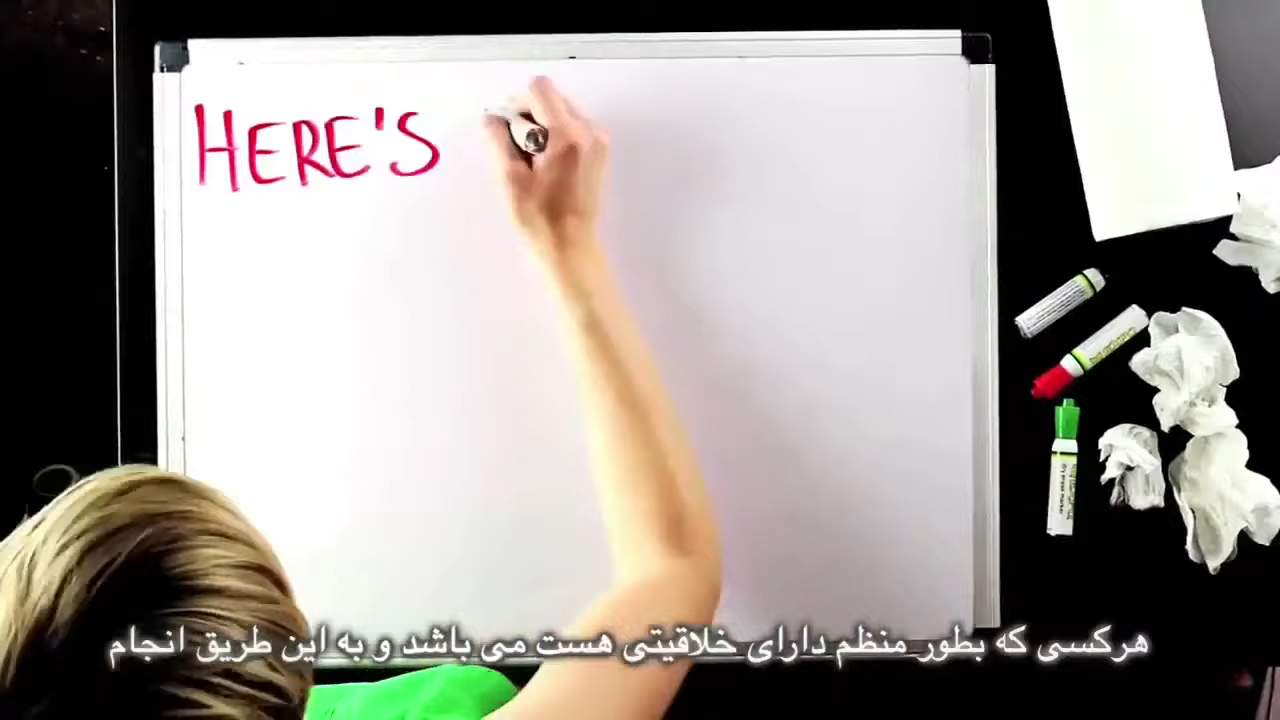 HERE'S
هرکسی که بطور منظم دارای خلاقیتی هست می باشد و به این طریق انجام